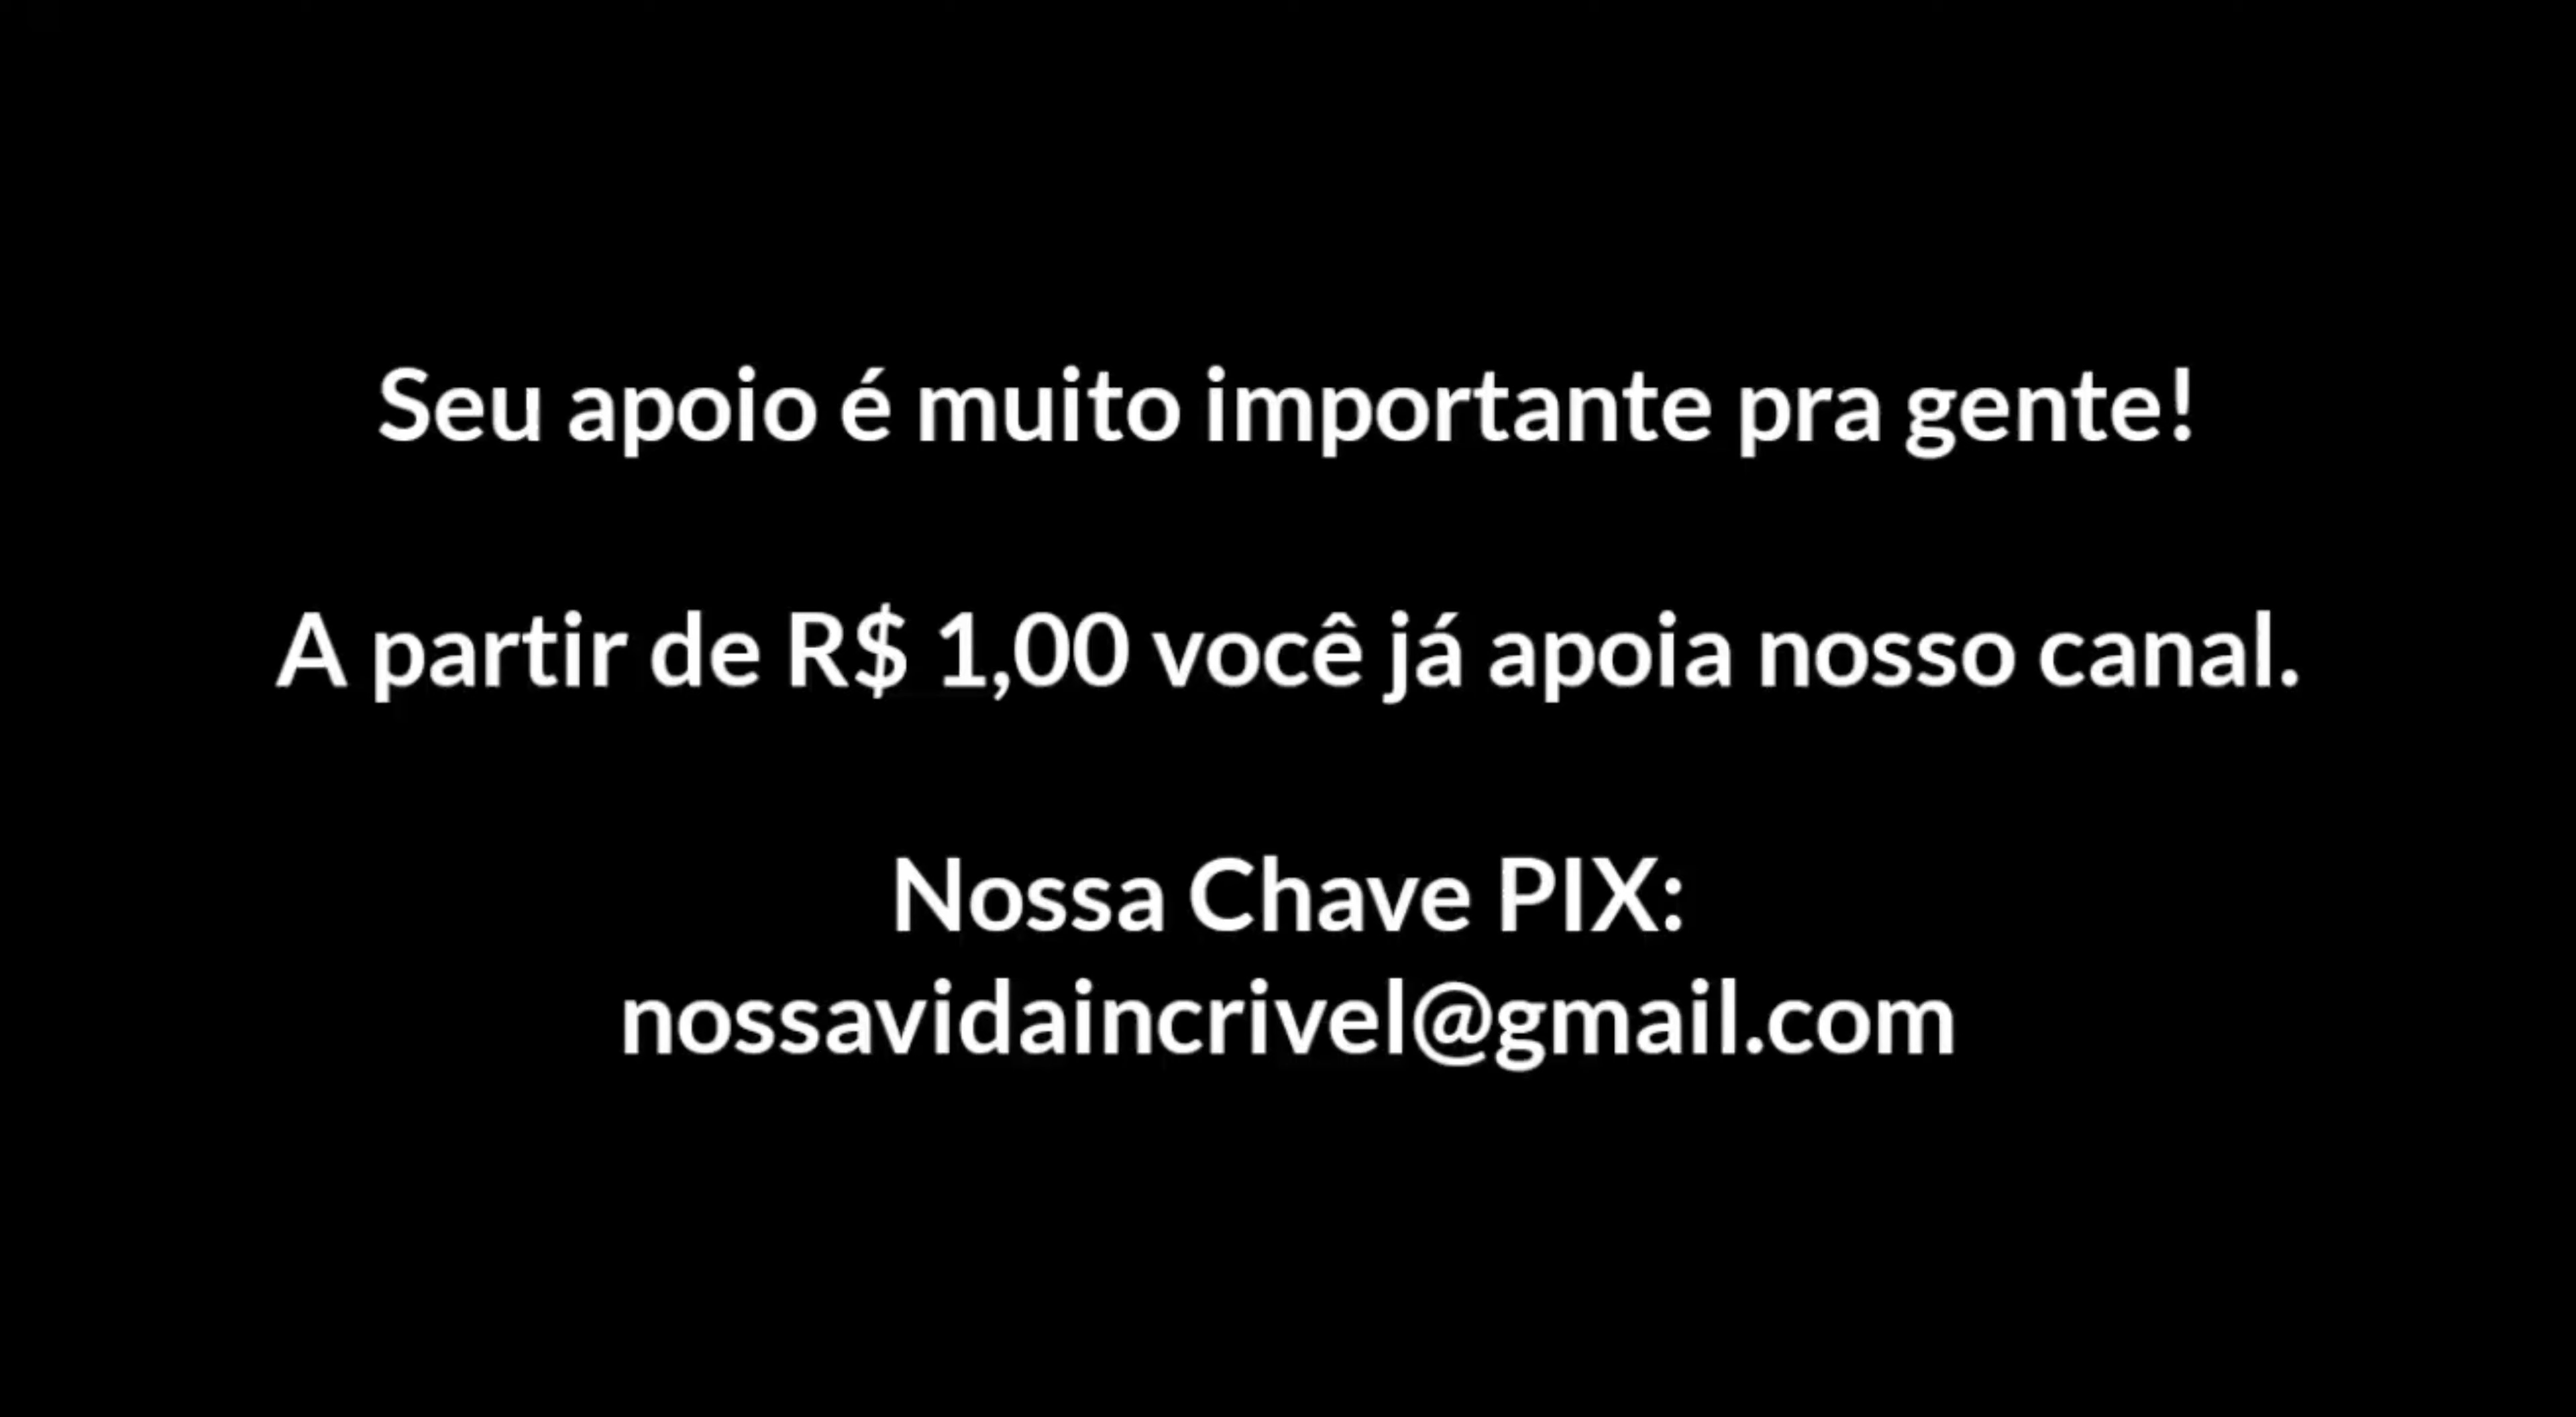 Seu apoio é muito importante pra gente!
A partir de R$ 1,00 você já apoia nosso canal.
Nossa Chave PIX:
nossavidaincrivel@gmail.com